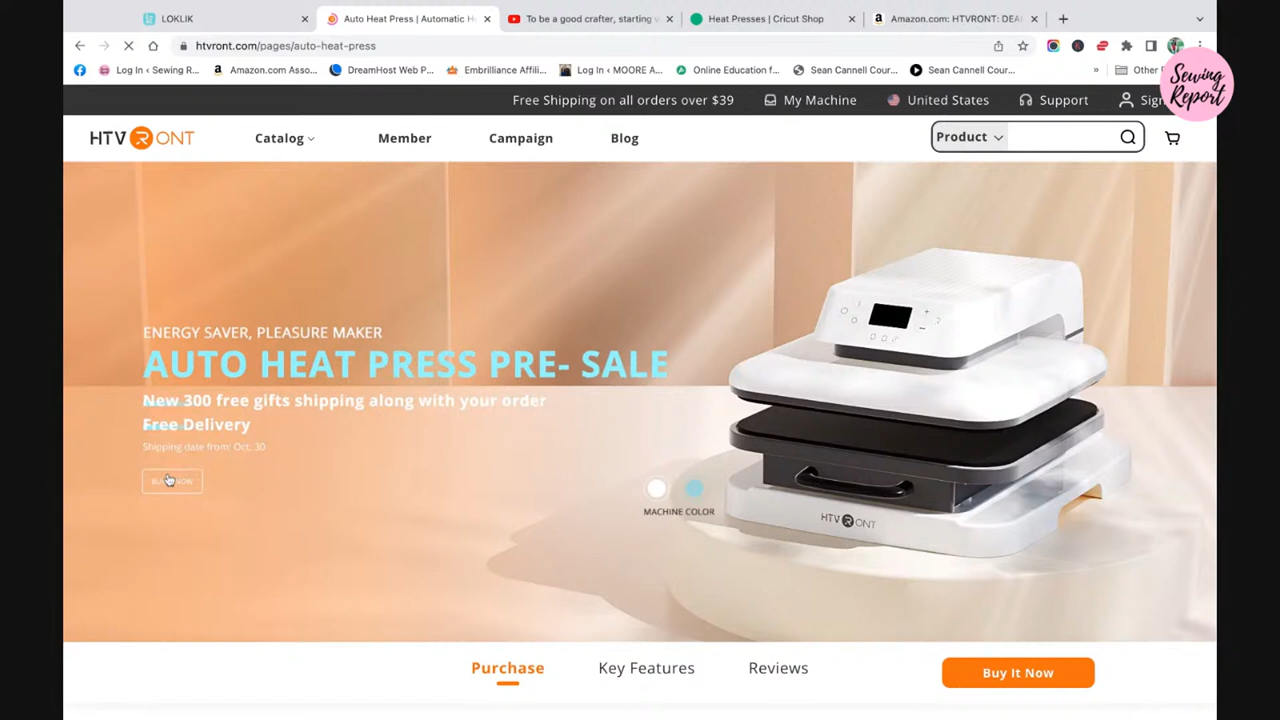 LOKLIK
Auto Heat Press | Automatic H
To be a good crafter, starting v
Heat Presses | Cricut Shop
Amazon.com: HTVRONT: DEA
htvront.com/pages/auto-heat-press
Log In ‹ Sewing R...
Amazon.com Asso...
DreamHost Web P...
Embrilliance Affili...
Log In ‹ MOORE A...
Online Education f...
Sean Cannell Cour...
Sean Cannell Cour...
»
Other
Sewing
Report
Free Shipping on all orders over $39
My Machine
United States
Support
Sign
HTVRONT
Catalog
Member
Campaign
Blog
Product
ENERGY SAVER, PLEASURE MAKER
AUTO HEAT PRESS PRE- SALE
New 300 free gifts shipping along with your order
Free Delivery
Shipping date from: Oct, 30
BUY NOW
MACHINE COLOR
HTVRONT
Purchase
Key Features
Reviews
Buy It Now